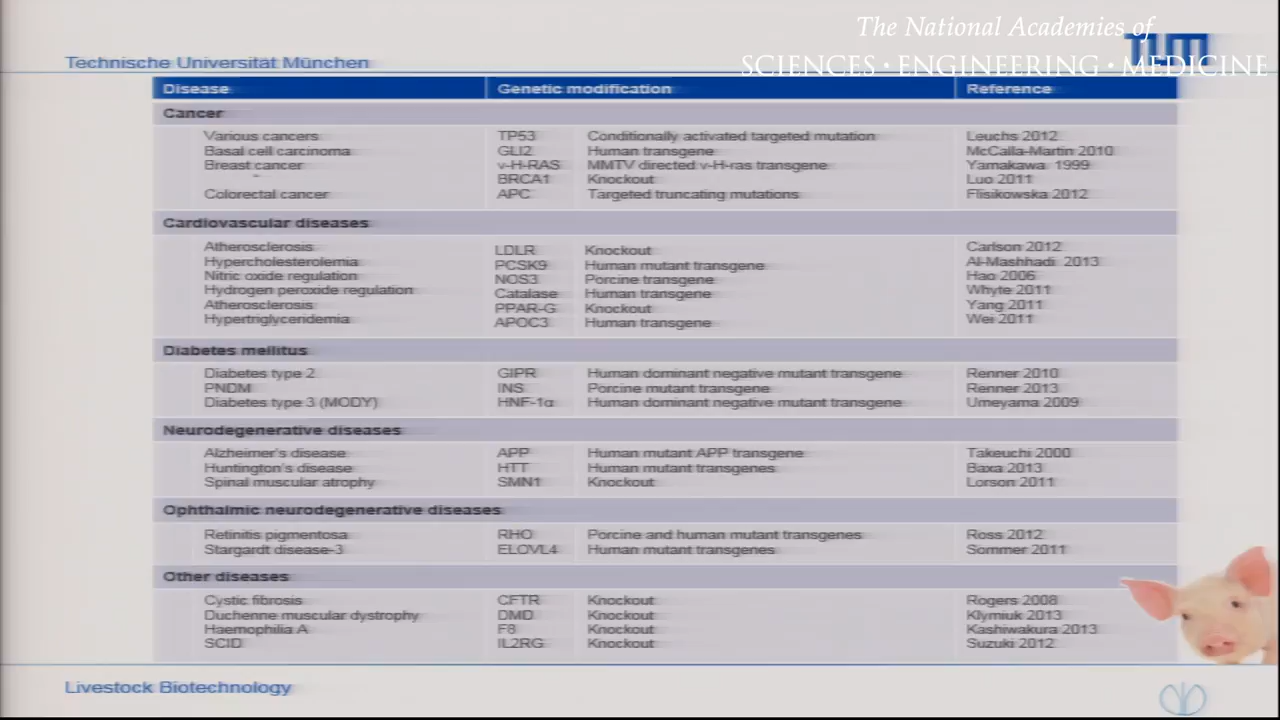 The National Academies of
SCIENCES · ENGINEERING · MEDICINE
TUM
Technische Universität München
Disease Genetic modification Reference
Cancer
Various cancers TP53 Conditionally activated targeted mutation Leuchs 2012
Basal cell carcinoma GLI2 Human transgene McCalla-Martin 2010
Breast cancer v-H-RAS MMTV directed v-H-ras transgene Yamakawa 1999
" BRCA1 Knockout Luo 2011
Colorectal cancer APC Targeted truncating mutations Flisikowska 2012
Cardiovascular diseases
Atherosclerosis LDLR Knockout Carlson 2012
Hypercholesterolemia PCSK9 Human mutant transgene Al-Mashhadi 2013
Nitric oxide regulation NOS3 Porcine transgene Hao 2006
Hydrogen peroxide regulation Catalase Human transgene Whyte 2011
Atherosclerosis PPAR-G Knockout Yang 2011
Hypertriglyceridemia APOC3 Human transgene Wei 2011
Diabetes mellitus
Diabetes type 2 GIPR Human dominant negative mutant transgene Renner 2010
PNDM INS Porcine mutant transgene Renner 2013
Diabetes type 3 (MODY) HNF-1α Human dominant negative mutant transgene Umeyama 2009
Neurodegenerative diseases
Alzheimer's disease APP Human mutant APP transgene Takeuchi 2000
Huntington's disease HTT Human mutant transgenes Baxa 2013
Spinal muscular atrophy SMN1 Knockout Lorson 2011
Ophthalmic neurodegenerative diseases
Retinitis pigmentosa RHO Porcine and human mutant transgenes Ross 2012
Stargardt disease-3 ELOVL4 Human mutant transgenes Sommer 2011
Other diseases
Cystic fibrosis CFTR Knockout Rogers 2008
Duchenne muscular dystrophy DMD Knockout Klymiuk 2013
Haemophilia A F8 Knockout Kashiwakura 2013
SCID IL2RG Knockout Suzuki 2012
Livestock Biotechnology